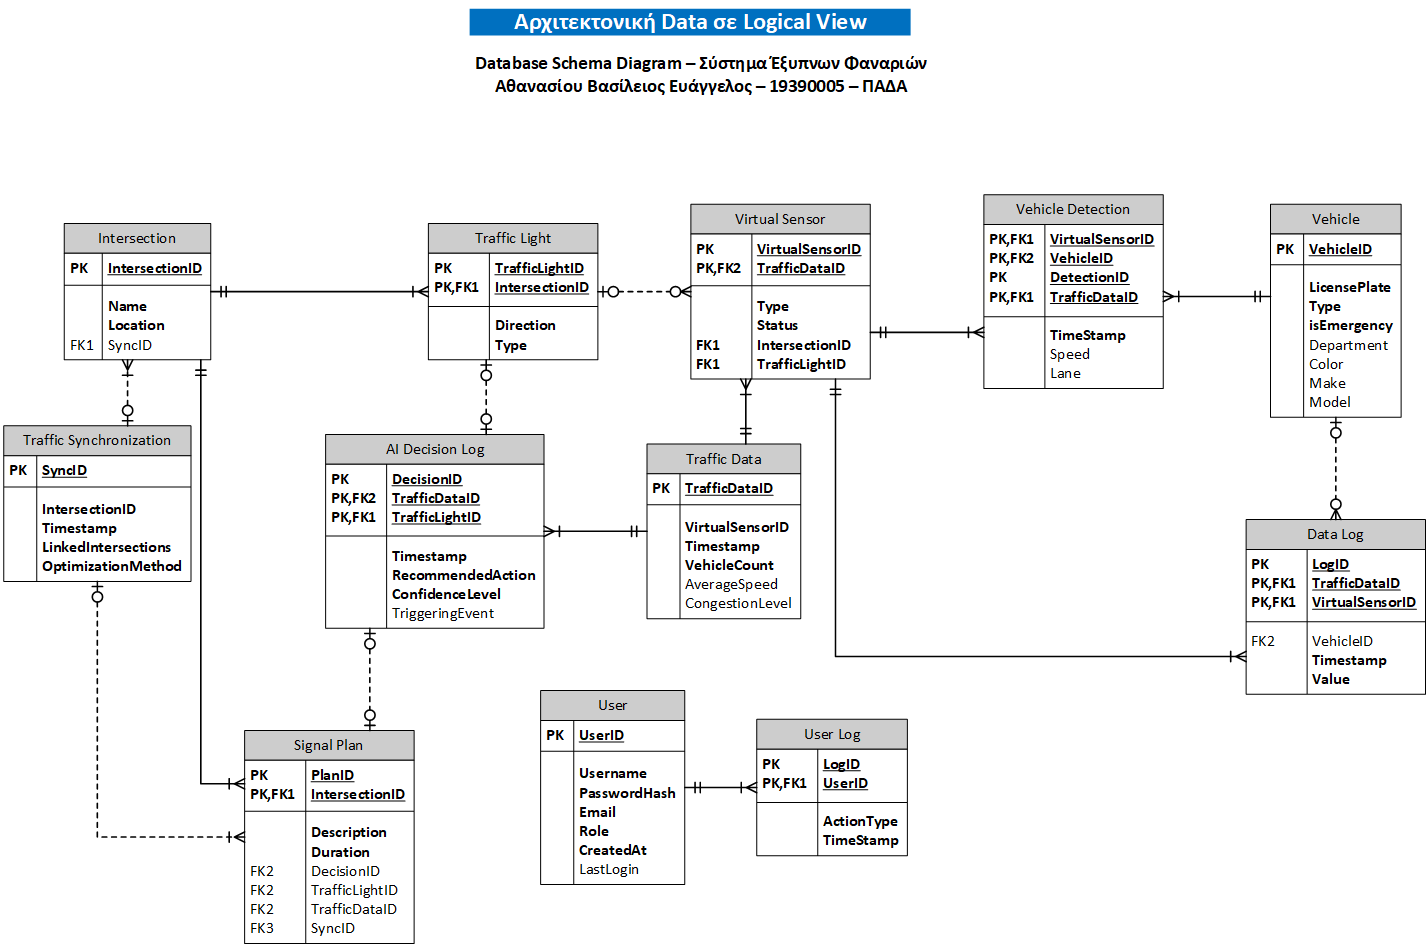 Αρχιτεκτονική Data σε Logical View
Database Schema Diagram – Σύστημα Έξυπνων Φαναριών
Αθανασίου Βασίλειος Ευάγγελος – 19390005 – ΠΑΔΑ
Intersection
PK IntersectionID
Name
Location
FK1 SyncID
Traffic Light
PK TrafficLightID
PK,FK1 IntersectionID
Direction
Type
Virtual Sensor
PK VirtualSensorID
PK,FK2 TrafficDataID
Type
Status
FK1 IntersectionID
FK1 TrafficLightID
Vehicle Detection
PK,FK1 VirtualSensorID
PK,FK2 VehicleID
PK DetectionID
PK,FK1 TrafficDataID
TimeStamp
Speed
Lane
Vehicle
PK VehicleID
LicensePlate
Type
isEmergency
Department
Color
Make
Model
Traffic Synchronization
PK SyncID
IntersectionID
Timestamp
LinkedIntersections
OptimizationMethod
AI Decision Log
PK DecisionID
PK,FK2 TrafficDataID
PK,FK1 TrafficLightID
Timestamp
RecommendedAction
ConfidenceLevel
TriggeringEvent
Traffic Data
PK TrafficDataID
VirtualSensorID
Timestamp
VehicleCount
AverageSpeed
CongestionLevel
Data Log
PK LogID
PK,FK1 TrafficDataID
PK,FK1 VirtualSensorID
FK2 VehicleID
Timestamp
Value
Signal Plan
PK PlanID
PK,FK1 IntersectionID
Description
Duration
FK2 DecisionID
FK2 TrafficLightID
FK2 TrafficDataID
FK3 SyncID
User
PK UserID
Username
PasswordHash
Email
Role
CreatedAt
LastLogin
User Log
PK LogID
PK,FK1 UserID
ActionType
TimeStamp